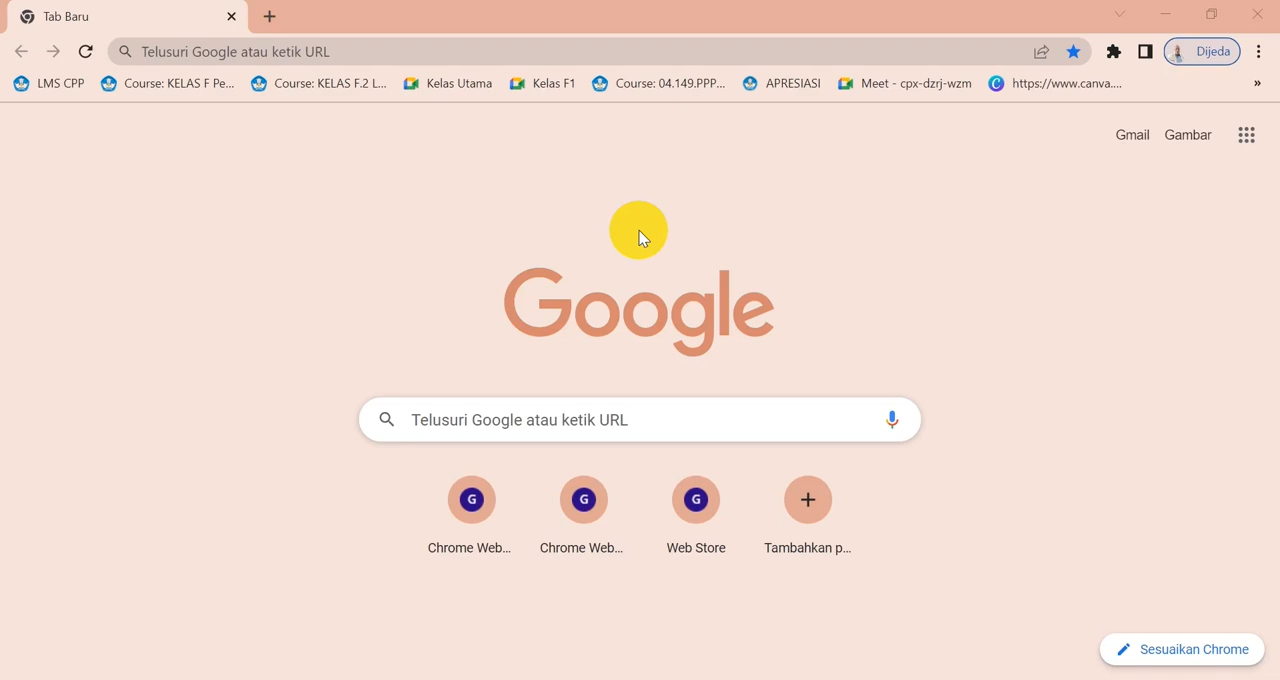 Tab Baru
Telusuri Google atau ketik URL
Dijeda
LMS CPP
Course: KELAS F Pe...
Course: KELAS F.2 L...
Kelas Utama
Kelas F1
Course: 04.149.PPP...
APRESIASI
Meet - cpx-dzrj-wzm
https://www.canva....
»
Gmail
Gambar
Google
Telusuri Google atau ketik URL
G
G
G
Chrome Web...
Chrome Web...
Web Store
Tambahkan p...
Sesuaikan Chrome